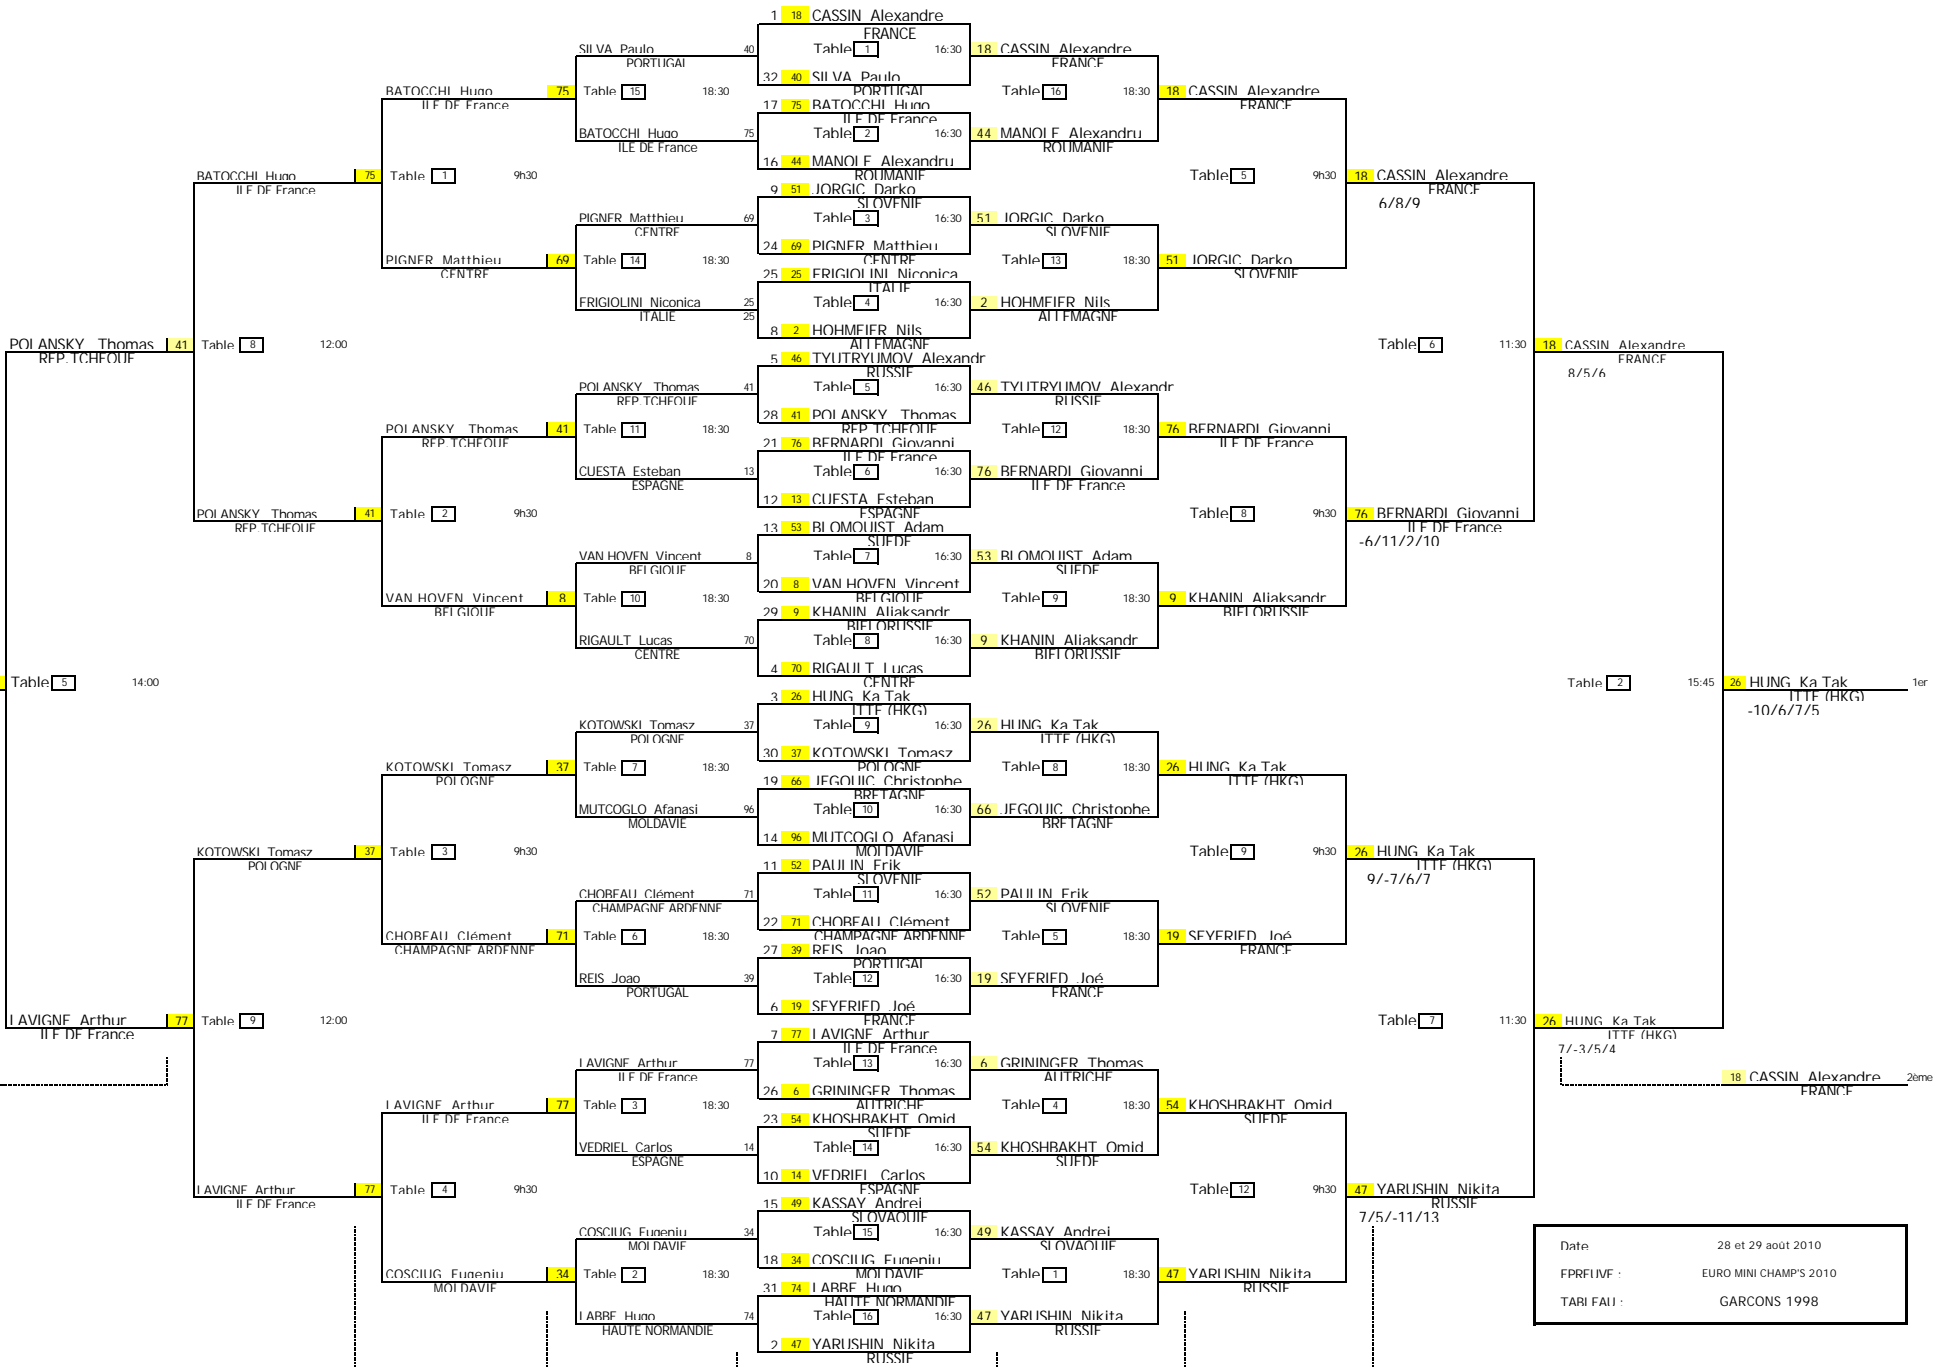 POLANSKY Thomas 41
REP.TCHEQUE
Table 5 14:00
LAVIGNE Arthur 77
ILE DE France
BATOCCHI Hugo 75
ILE DE France
Table 8 12:00
POLANSKY Thomas 41
REP.TCHEQUE
KOTOWSKI Tomasz 37
POLOGNE
Table 9 12:00
LAVIGNE Arthur 77
ILE DE France
BATOCCHI Hugo 75
ILE DE France
Table 1 9h30
PIGNER Matthieu 69
CENTRE
POLANSKY Thomas 41
REP.TCHEQUE
Table 2 9h30
VAN HOVEN Vincent 8
BELGIQUE
KOTOWSKI Tomasz 37
POLOGNE
Table 3 9h30
CHOBEAU Clément 71
CHAMPAGNE ARDENNE
LAVIGNE Arthur 77
ILE DE France
Table 4 9h30
COSCIUG Eugeniu 34
MOLDAVIE
SILVA Paulo 40
PORTUGAL
Table 15 18:30
BATOCCHI Hugo 75
ILE DE France
PIGNER Matthieu 69
CENTRE
Table 14 18:30
FRIGIOLINI Niconica 25
ITALIE 25
POLANSKY Thomas 41
REP.TCHEQUE
Table 11 18:30
CUESTA Esteban 13
ESPAGNE
VAN HOVEN Vincent 8
BELGIQUE
Table 10 18:30
RIGAULT Lucas 70
CENTRE
KOTOWSKI Tomasz 37
POLOGNE
Table 7 18:30
MUTCOGLO Afanasi 96
MOLDAVIE
CHOBEAU Clément 71
CHAMPAGNE ARDENNE
Table 6 18:30
REIS Joao 39
PORTUGAL
LAVIGNE Arthur 77
ILE DE France
Table 3 18:30
VEDRIEL Carlos 14
ESPAGNE
COSCIUG Eugeniu 34
MOLDAVIE
Table 2 18:30
LABBE Hugo 74
HAUTE NORMANDIE
1 18 CASSIN Alexandre
FRANCE
Table 1 16:30
32 40 SILVA Paulo
PORTUGAL
17 75 BATOCCHI Hugo
ILE DE France
Table 2 16:30
16 44 MANOLE Alexandru
ROUMANIE
9 51 JORGIC Darko
SLOVENIE
Table 3 16:30
24 69 PIGNER Matthieu
CENTRE
25 25 FRIGIOLINI Niconica
ITALIE
Table 4 16:30
8 2 HOHMEIER Nils
ALLEMAGNE
5 46 TYUTRYUMOV Alexandr
RUSSIE
Table 5 16:30
28 41 POLANSKY Thomas
REP.TCHEQUE
21 76 BERNARDI Giovanni
ILE DE France
Table 6 16:30
12 13 CUESTA Esteban
ESPAGNE
13 53 BLOMQUIST Adam
SUEDE
Table 7 16:30
20 8 VAN HOVEN Vincent
BELGIQUE
29 9 KHANIN Aliaksandr
BIELORUSSIE
Table 8 16:30
4 70 RIGAULT Lucas
CENTRE
3 26 HUNG Ka Tak
ITTF (HKG)
Table 9 16:30
30 37 KOTOWSKI Tomasz
POLOGNE
19 66 JEGOUIC Christophe
BRETAGNE
Table 10 16:30
14 96 MUTCOGLO Afanasi
MOLDAVIE
11 52 PAULIN Erik
SLOVENIE
Table 11 16:30
22 71 CHOBEAU Clément
CHAMPAGNE ARDENNE
27 39 REIS Joao
PORTUGAL
Table 12 16:30
6 19 SEYFRIED Joé
FRANCE
7 77 LAVIGNE Arthur
ILE DE France
Table 13 16:30
26 6 GRININGER Thomas
AUTRICHE
23 54 KHOSHBAKHT Omid
SUEDE
Table 14 16:30
10 14 VEDRIEL Carlos
ESPAGNE
15 49 KASSAY Andrei
SLOVAQUIE
Table 15 16:30
18 34 COSCIUG Eugeniu
MOLDAVIE
31 74 LABBE Hugo
HAUTE NORMANDIE
Table 16 16:30
2 47 YARUSHIN Nikita
RUSSIE
18 CASSIN Alexandre
FRANCE
Table 16 18:30
44 MANOLE Alexandru
ROUMANIE
51 JORGIC Darko
SLOVENIE
Table 13 18:30
2 HOHMEIER Nils
ALLEMAGNE
46 TYUTRYUMOV Alexandr
RUSSIE
Table 12 18:30
76 BERNARDI Giovanni
ILE DE France
53 BLOMQUIST Adam
SUEDE
Table 9 18:30
9 KHANIN Aliaksandr
BIELORUSSIE
26 HUNG Ka Tak
ITTF (HKG)
Table 8 18:30
66 JEGOUIC Christophe
BRETAGNE
52 PAULIN Erik
SLOVENIE
Table 5 18:30
19 SEYFRIED Joé
FRANCE
6 GRININGER Thomas
AUTRICHE
Table 4 18:30
54 KHOSHBAKHT Omid
SUEDE
49 KASSAY Andrei
SLOVAQUIE
Table 1 18:30
47 YARUSHIN Nikita
RUSSIE
18 CASSIN Alexandre
FRANCE
Table 5 9h30
51 JORGIC Darko
SLOVENIE
76 BERNARDI Giovanni
ILE DE France
Table 8 9h30
9 KHANIN Aliaksandr
BIELORUSSIE
26 HUNG Ka Tak
ITTF (HKG)
Table 9 9h30
19 SEYFRIED Joé
FRANCE
54 KHOSHBAKHT Omid
SUEDE
Table 12 9h30
47 YARUSHIN Nikita
RUSSIE
18 CASSIN Alexandre
FRANCE
6/8/9
Table 6 11:30
76 BERNARDI Giovanni
ILE DE France
-6/11/2/10
26 HUNG Ka Tak
ITTF (HKG)
9/-7/6/7
Table 7 11:30
47 YARUSHIN Nikita
RUSSIE
7/5/-11/13
18 CASSIN Alexandre
FRANCE
8/5/6
Table 2 15:45
26 HUNG Ka Tak
ITTF (HKG)
7/-3/5/4
26 HUNG Ka Tak 1er
ITTF (HKG)
-10/6/7/5
18 CASSIN Alexandre 2ème
FRANCE
Date 28 et 29 août 2010
EPREUVE : EURO MINI CHAMP'S 2010
TABLEAU : GARCONS 1998